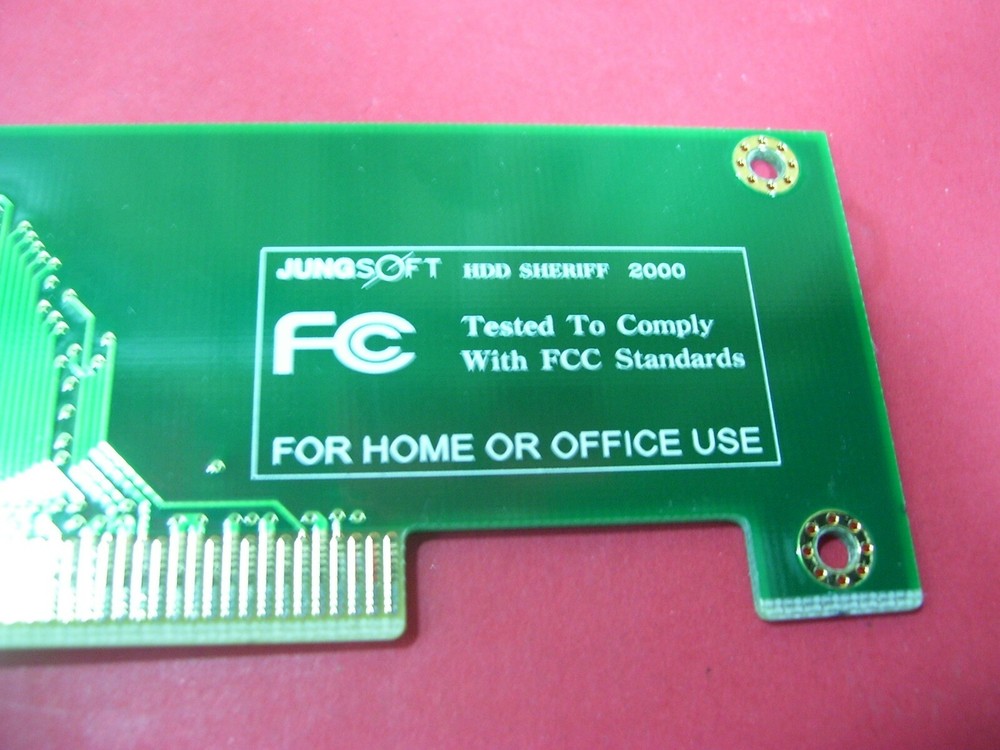 JUNGSOFT HDD SHERIFF 2000
FC Tested To Comply
With FCC Standards
FOR HOME OR OFFICE USE